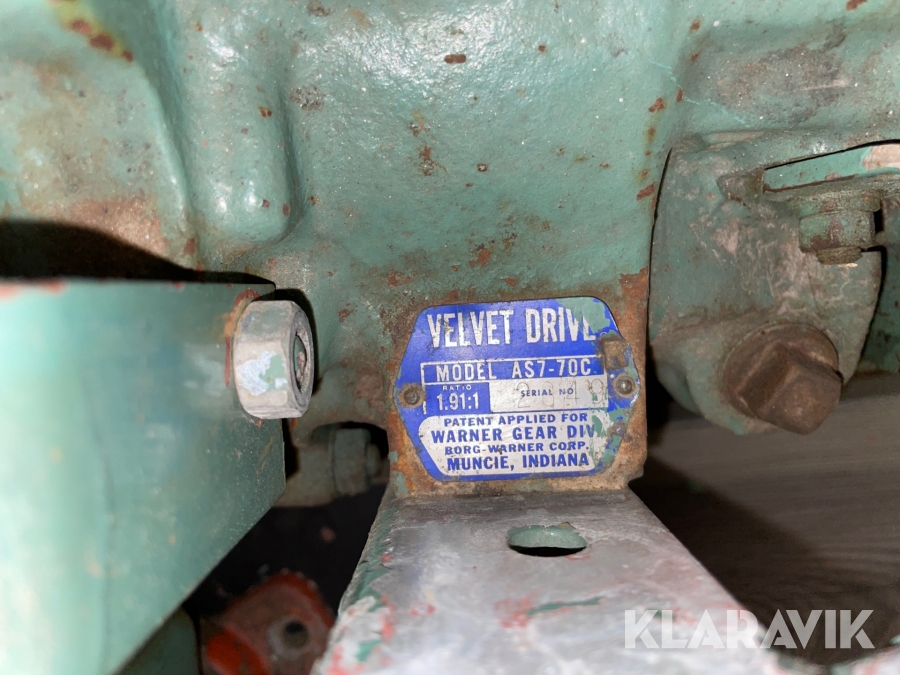 VELVET DRIVE
MODEL AS7-70C
RATIO
1.91:1
SERIAL NO
PATENT APPLIED FOR
WARNER GEAR DIV
BORG-WARNER CORP.
MUNCIE, INDIANA
KLARAVIK